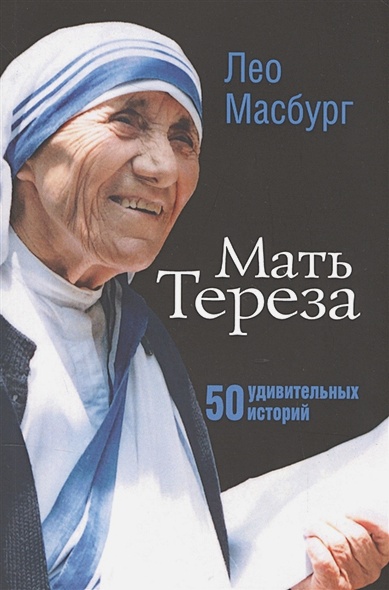 Лео
Масбург
Мать
Тереза
50 удивительных
историй